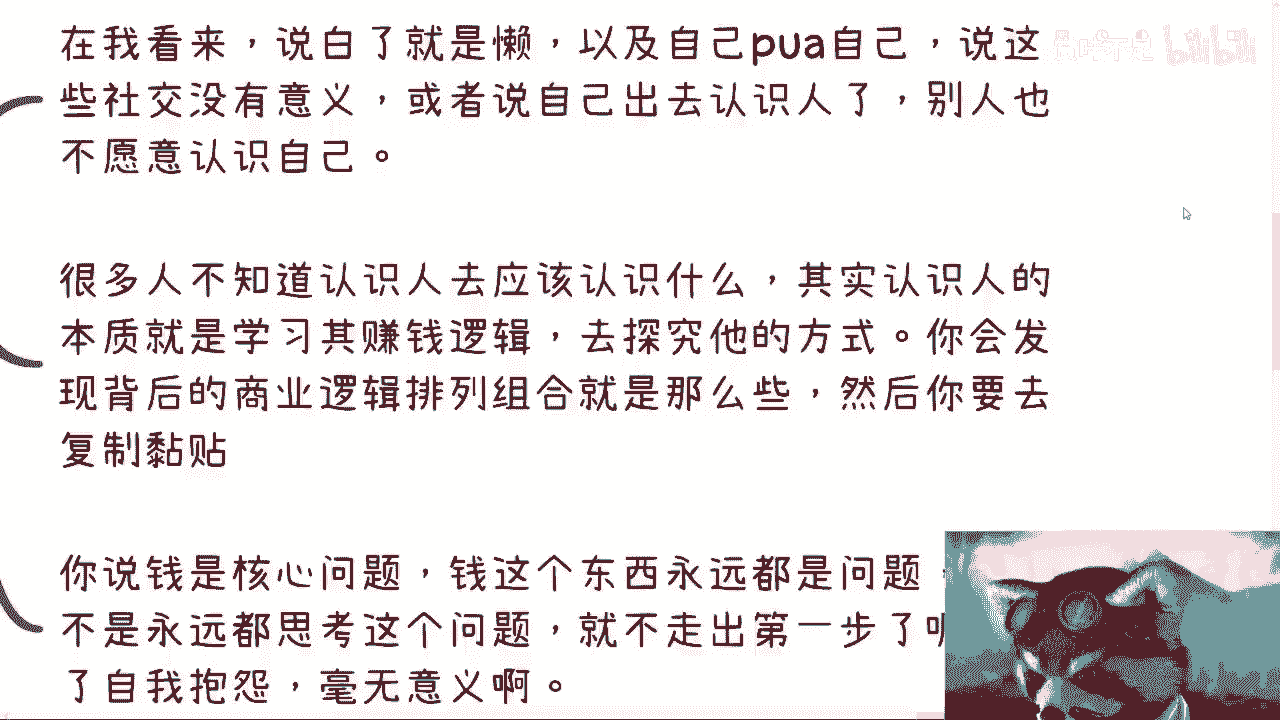 在我看来，说白了就是懒，以及自己pua自己，说这
些社交没有意义，或者说自己出去认识人了，别人也
不愿意认识自己。
很多人不知道认识人去应该认识什么，其实认识人的
本质就是学习其赚钱逻辑，去探究他的方式。你会发
现背后的商业逻辑排列组合就是那么些，然后你要去
复制黏贴
你说钱是核心问题，钱这个东西永远都是问题
不是永远都思考这个问题，就不走出第一步了
了自我抱怨，毫无意义啊。
bilibili